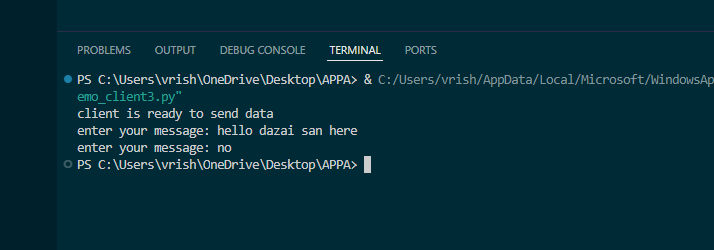 PROBLEMS OUTPUT DEBUG CONSOLE TERMINAL PORTS
PS C:\Users\vrish\OneDrive\Desktop\APPA> & C:/Users/vrish/AppData/Local/Microsoft/WindowsAp
emo_client3.py"
client is ready to send data
enter your message: hello dazai san here
enter your message: no
PS C:\Users\vrish\OneDrive\Desktop\APPA>